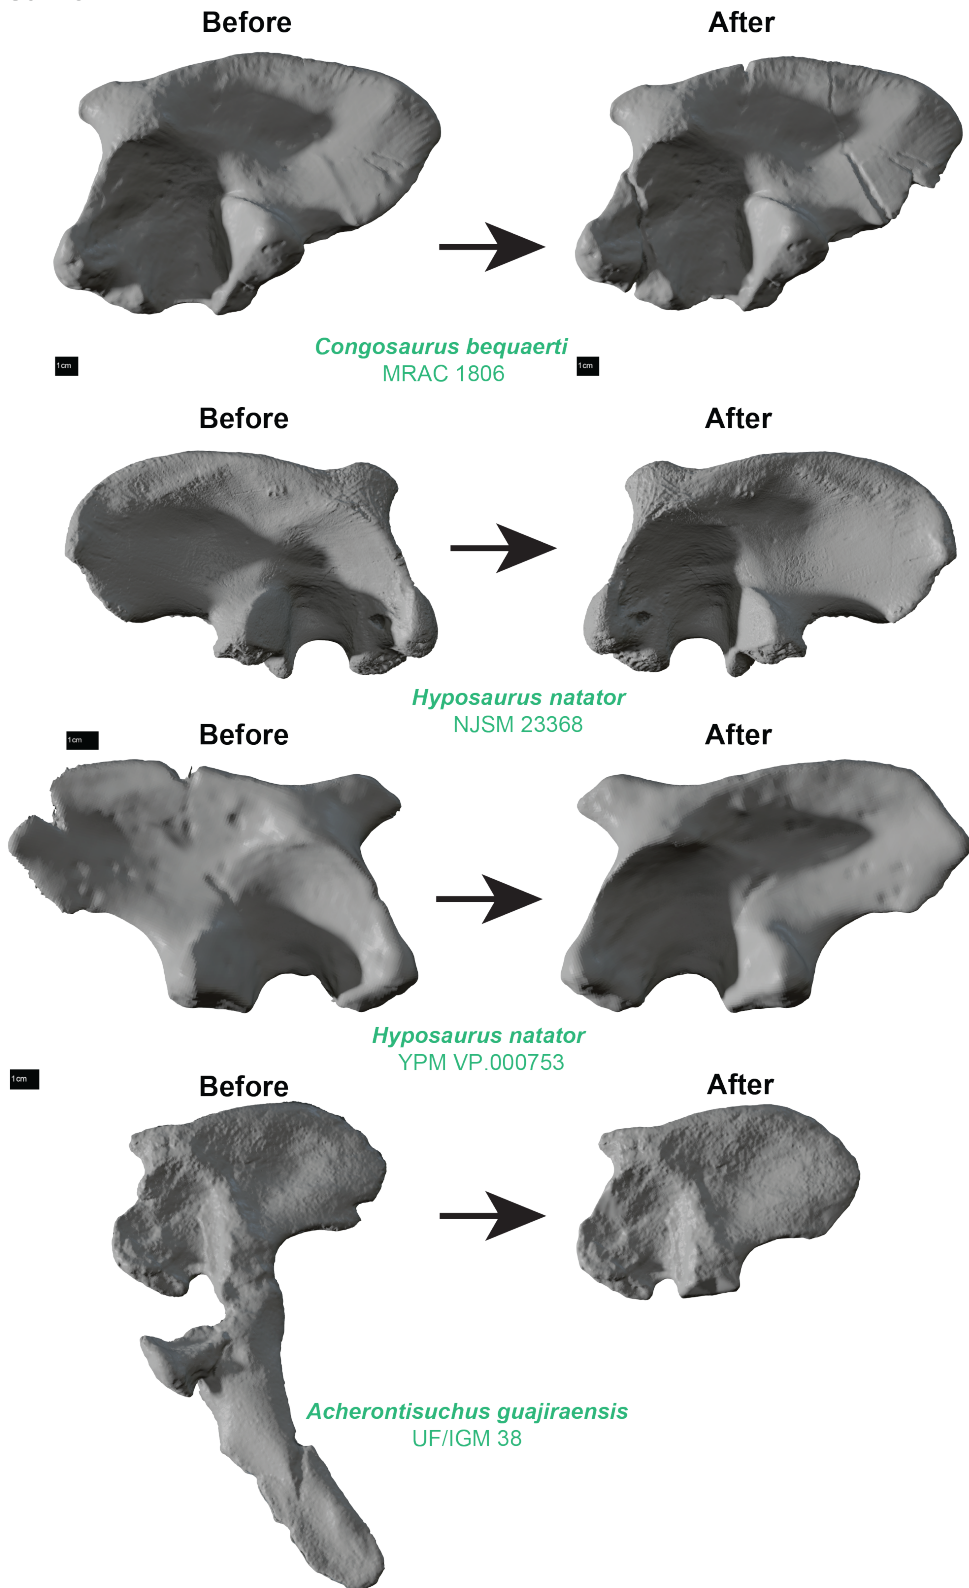 Before After
Congosaurus bequaerti
MRAC 1806
1cm 1cm
Before After
Hyposaurus natator
NJSM 23368
Before After
1cm
Hyposaurus natator
YPM VP.000753
1cm
Before After
Acherontisuchus guajiraensis
UF/IGM 38